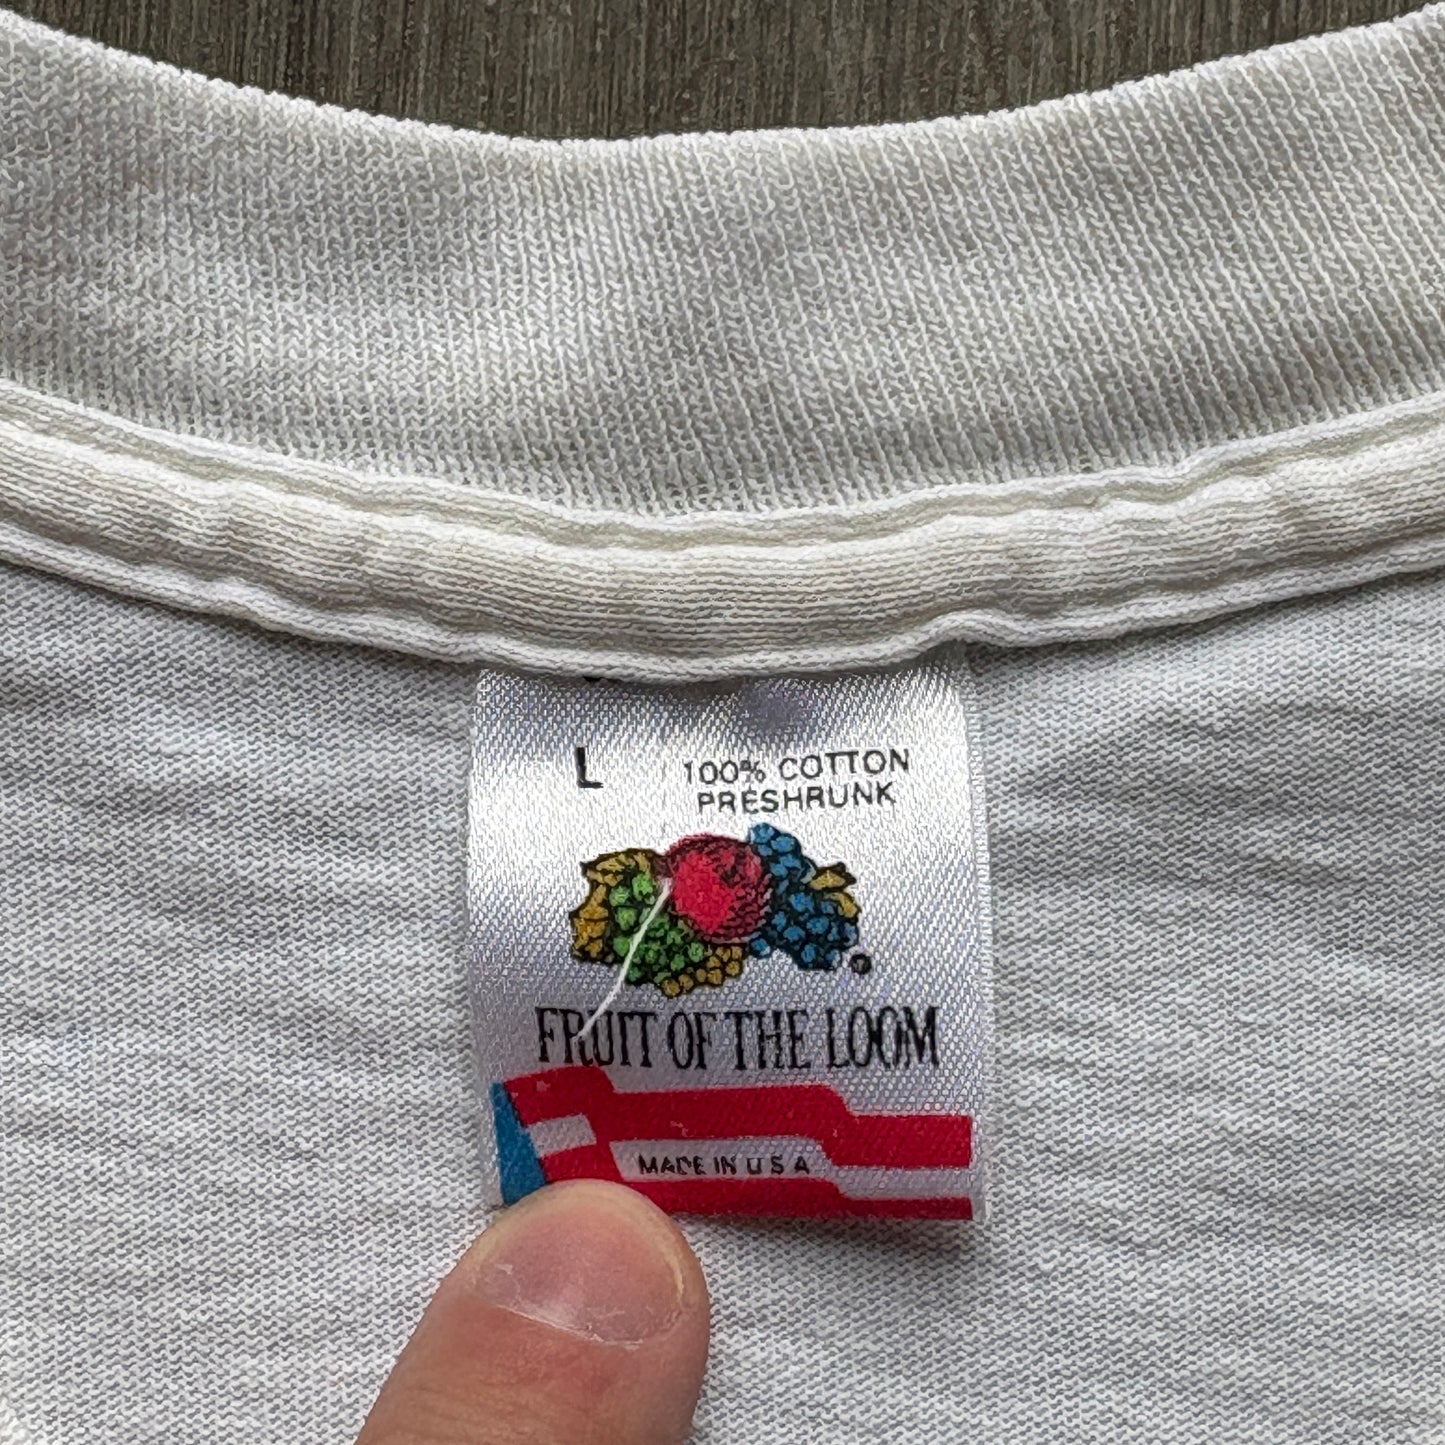 L
100% COTTON
PRESHRUNK
®
FRUIT OF THE LOOM
MADE IN U S A